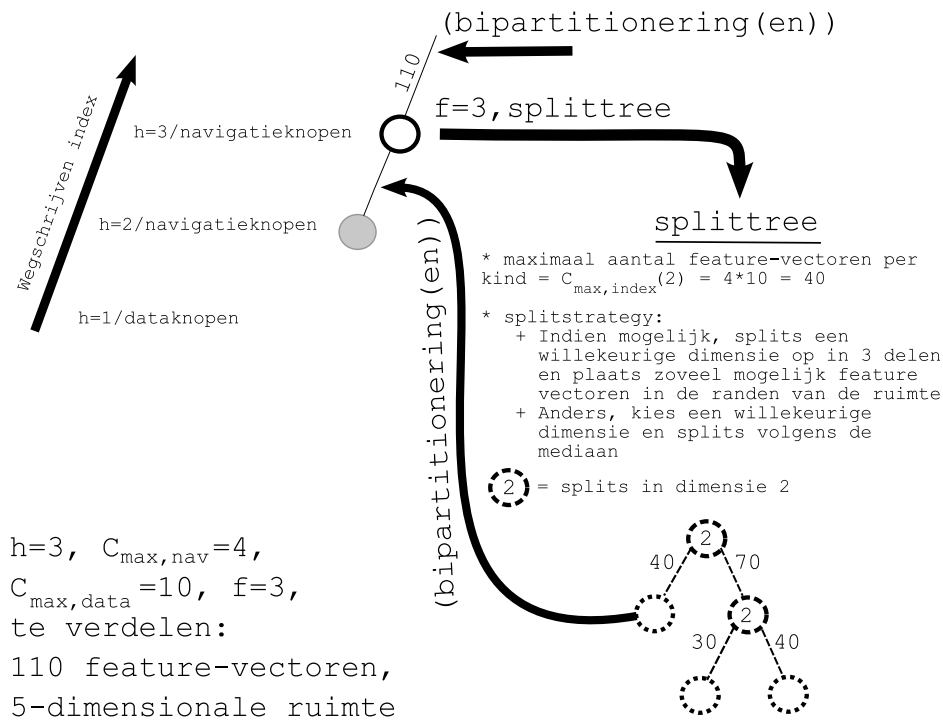 (bipartitionering(en))
110
f=3,splittree
Wegschrijven index
h=3/navigatieknopen
h=2/navigatieknopen
h=1/dataknopen
(bipartitionering(en))
splittree
* maximaal aantal feature-vectoren per
kind = C max,index(2) = 4*10 = 40
* splitstrategy:
+ Indien mogelijk, splits een
willekeurige dimensie op in 3 delen
en plaats zoveel mogelijk feature
vectoren in de randen van de ruimte
+ Anders, kies een willekeurige
dimensie en splits volgens de
mediaan
2 = splits in dimensie 2
2
40 70
2
30 40
h=3, Cmax,nav=4,
Cmax,data=10, f=3,
te verdelen:
110 feature-vectoren,
5-dimensionale ruimte